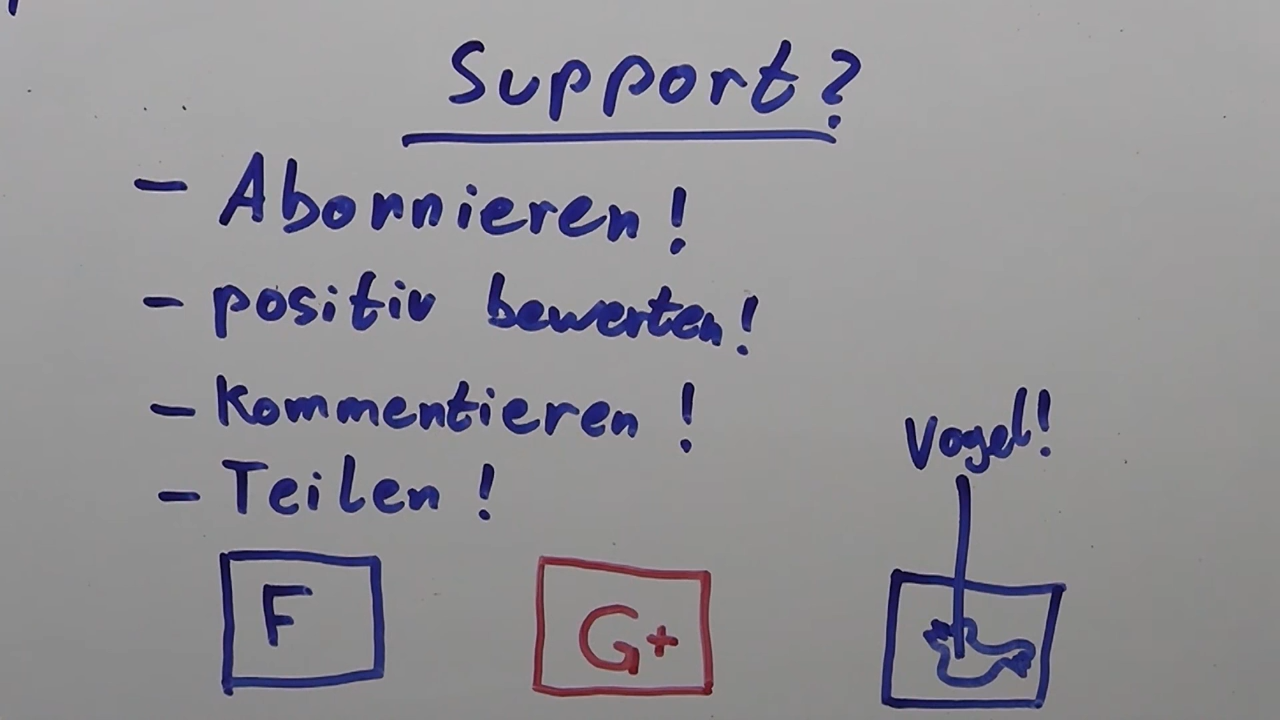 Support?
- Abonnieren!
- positiv bewerten!
- Kommentieren!
- Teilen!
Vogel!
F
G+